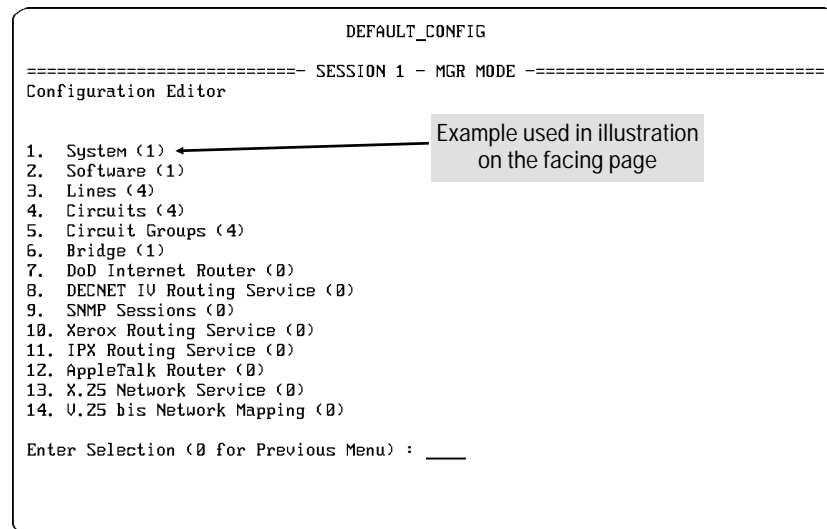 DEFAULT_CONFIG
===========================- SESSION 1 - MGR MODE -=============================
Configuration Editor
Example used in illustration
on the facing page
1. System (1)
2. Software (1)
3. Lines (4)
4. Circuits (4)
5. Circuit Groups (4)
6. Bridge (1)
7. DoD Internet Router (0)
8. DECNET IV Routing Service (0)
9. SNMP Sessions (0)
10. Xerox Routing Service (0)
11. IPX Routing Service (0)
12. AppleTalk Router (0)
13. X.25 Network Service (0)
14. V.25 bis Network Mapping (0)
Enter Selection (0 for Previous Menu) : ____